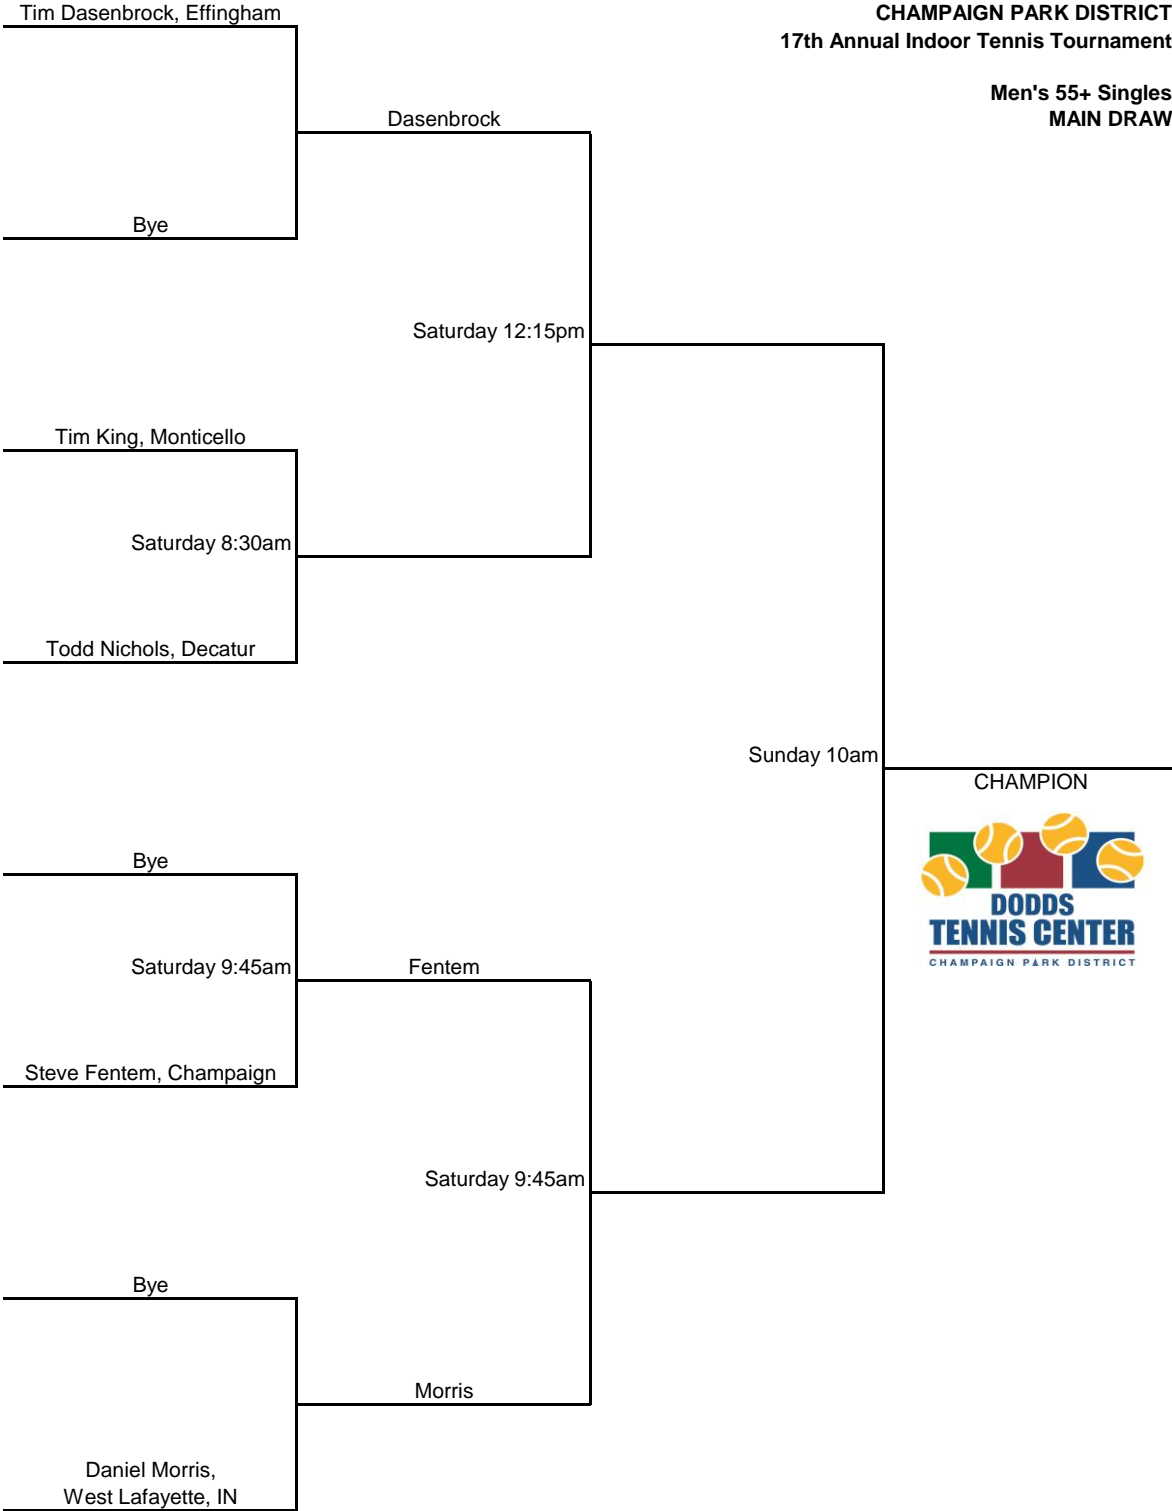 Tim Dasenbrock, Effingham
CHAMPAIGN PARK DISTRICT
17th Annual Indoor Tennis Tournament
Men's 55+ Singles
MAIN DRAW
Dasenbrock
Bye
Saturday 12:15pm
Tim King, Monticello
Saturday 8:30am
Todd Nichols, Decatur
Sunday 10am
CHAMPION
Bye
DODDS
TENNIS CENTER
CHAMPAIGN PARK DISTRICT
Saturday 9:45am
Fentem
Steve Fentem, Champaign
Saturday 9:45am
Bye
Morris
Daniel Morris,
West Lafayette, IN